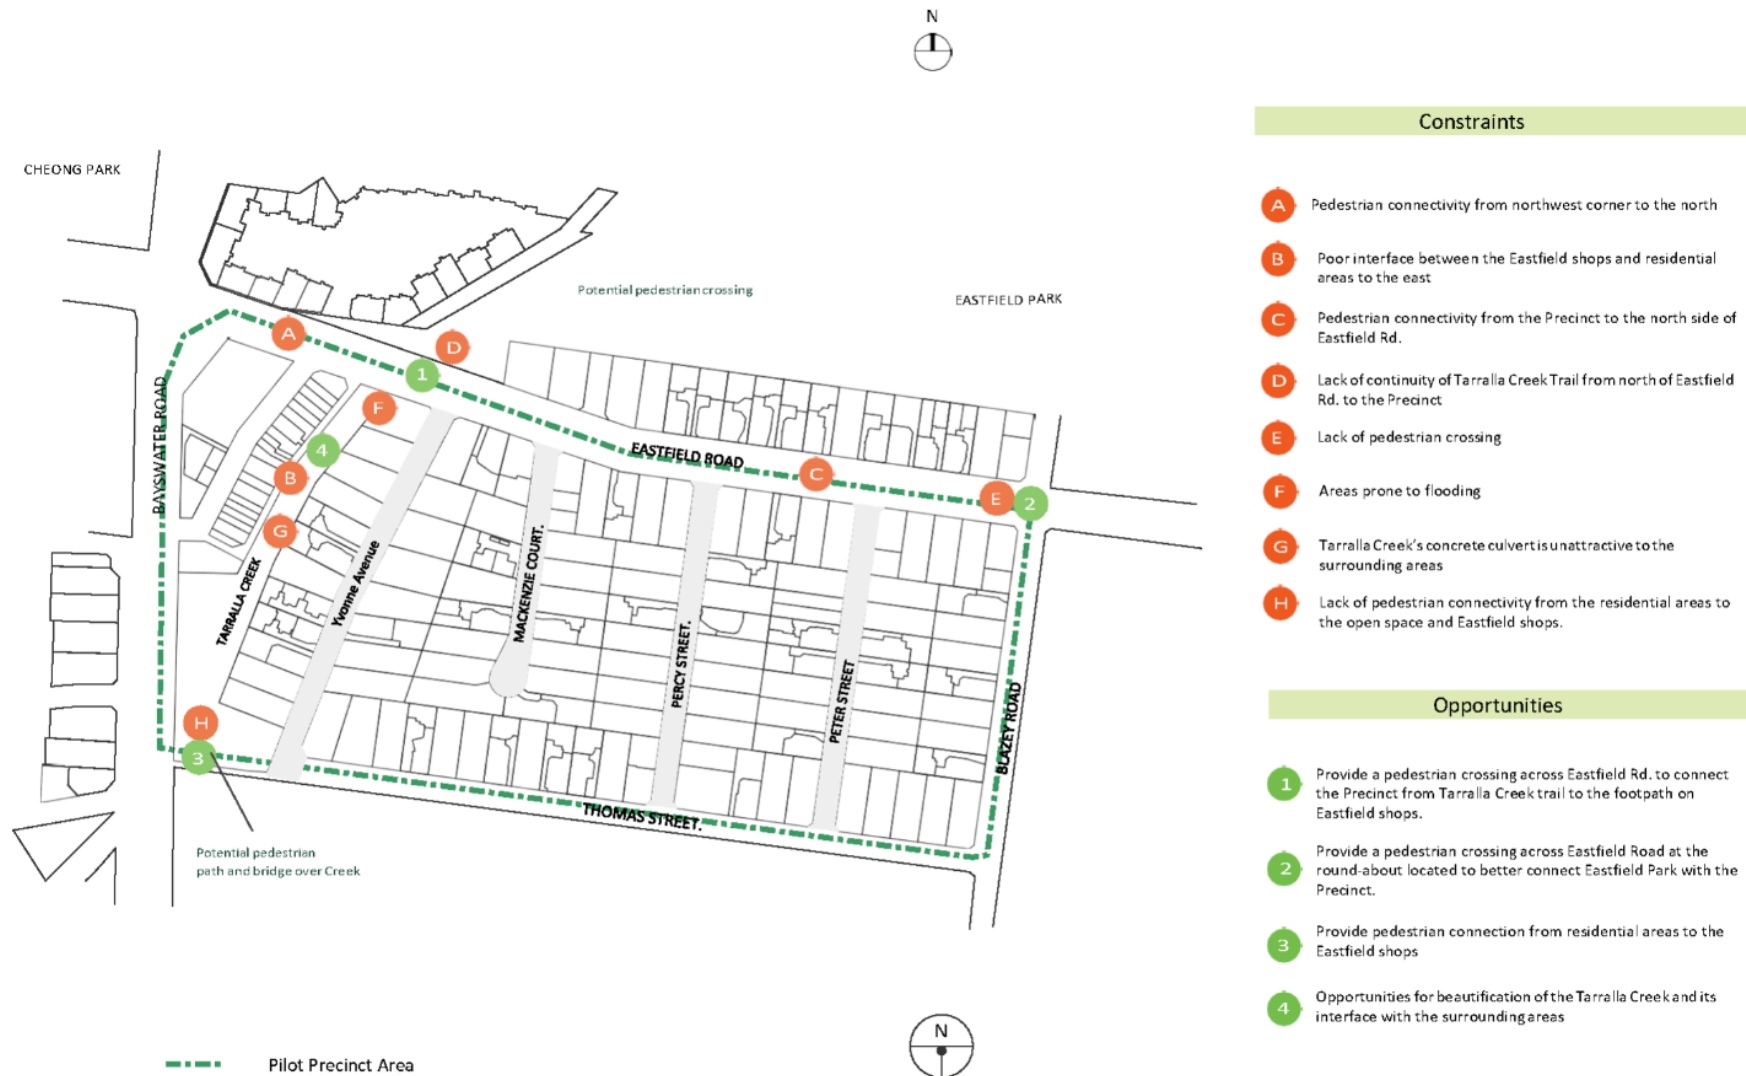 N
CHEONG PARK
Potential pedestrian crossing
EASTFIELD PARK
A
D
1
F
4
B
G
BAYSWATER ROAD
EASTFIELD ROAD
C
E
2
TARRALLA CREEK
Yvonne Avenue
MACKENZIE COURT.
PERCY STREET.
PETER STREET
BLAZEY ROAD
H
3
THOMAS STREET.
Potential pedestrian
path and bridge over Creek
N
Pilot Precinct Area
Constraints
A
Pedestrian connectivity from northwest corner to the north
B
Poor interface between the Eastfield shops and residential
areas to the east
C
Pedestrian connectivity from the Precinct to the north side of
Eastfield Rd.
D
Lack of continuity of Tarralla Creek Trail from north of Eastfield
Rd. to the Precinct
E
Lack of pedestrian crossing
F
Areas prone to flooding
G
Tarralla Creek's concrete culvert is unattractive to the
surrounding areas
H
Lack of pedestrian connectivity from the residential areas to
the open space and Eastfield shops.
Opportunities
1
Provide a pedestrian crossing across Eastfield Rd. to connect
the Precinct from Tarralla Creek trail to the footpath on
Eastfield shops.
2
Provide a pedestrian crossing across Eastfield Road at the
round-about located to better connect Eastfield Park with the
Precinct.
3
Provide pedestrian connection from residential areas to the
Eastfield shops
4
Opportunities for beautification of the Tarralla Creek and its
interface with the surrounding areas